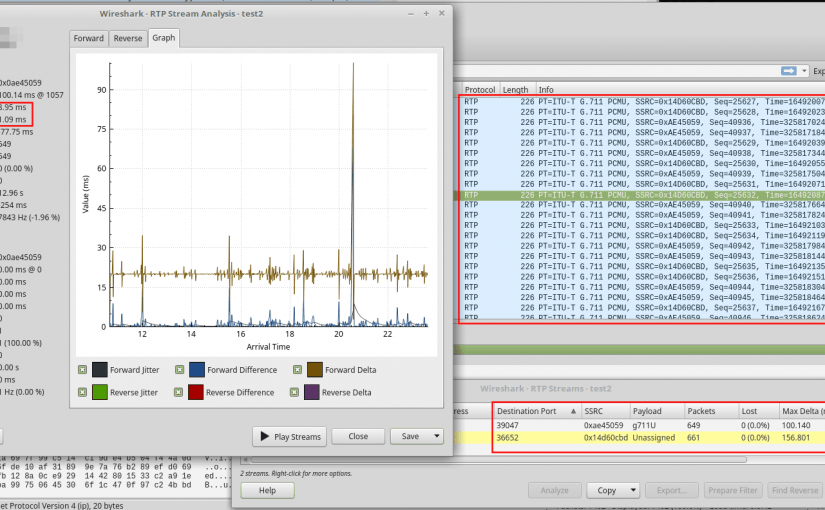 Wireshark · RTP Stream Analysis · test2
Forward
Reverse
Graph
0x0ae45059
100.14 ms @ 1057
3.95 ms
1.09 ms
-77.75 ms
549
549
0 (0.00 %)
0
12.96 s
254 ms
7843 Hz (-1.96 %)
0x0ae45059
0.00 ms @ 0
0.00 ms
0.00 ms
0.00 ms
0
1
1 (100.00 %)
0
0.00 s
0 ms
1 Hz (0.00 %)
Value (ms)
90
75
60
45
30
15
0
12
14
16
18
20
22
Arrival Time
Forward Jitter
Forward Difference
Forward Delta
Reverse Jitter
Reverse Difference
Reverse Delta
Play Streams
Close
Save
Protocol Length Info
RTP 226 PT=ITU-T G.711 PCMU, SSRC=0x14D60CBD, Seq=25627, Time=16492007
RTP 226 PT=ITU-T G.711 PCMU, SSRC=0x14D60CBD, Seq=25628, Time=16492023
RTP 226 PT=ITU-T G.711 PCMU, SSRC=0xAE45059, Seq=40936, Time=325817024
RTP 226 PT=ITU-T G.711 PCMU, SSRC=0xAE45059, Seq=40937, Time=325817184
RTP 226 PT=ITU-T G.711 PCMU, SSRC=0x14D60CBD, Seq=25629, Time=16492039
RTP 226 PT=ITU-T G.711 PCMU, SSRC=0xAE45059, Seq=40938, Time=325817344
RTP 226 PT=ITU-T G.711 PCMU, SSRC=0x14D60CBD, Seq=25630, Time=16492055
RTP 226 PT=ITU-T G.711 PCMU, SSRC=0xAE45059, Seq=40939, Time=325817504
RTP 226 PT=ITU-T G.711 PCMU, SSRC=0x14D60CBD, Seq=25631, Time=16492071
RTP 226 PT=ITU-T G.711 PCMU, SSRC=0x14D60CBD, Seq=25632, Time=16492087
RTP 226 PT=ITU-T G.711 PCMU, SSRC=0xAE45059, Seq=40940, Time=325817664
RTP 226 PT=ITU-T G.711 PCMU, SSRC=0xAE45059, Seq=40941, Time=325817824
RTP 226 PT=ITU-T G.711 PCMU, SSRC=0x14D60CBD, Seq=25633, Time=16492103
RTP 226 PT=ITU-T G.711 PCMU, SSRC=0x14D60CBD, Seq=25634, Time=16492119
RTP 226 PT=ITU-T G.711 PCMU, SSRC=0xAE45059, Seq=40942, Time=325817984
RTP 226 PT=ITU-T G.711 PCMU, SSRC=0xAE45059, Seq=40943, Time=325818144
RTP 226 PT=ITU-T G.711 PCMU, SSRC=0x14D60CBD, Seq=25635, Time=16492135
RTP 226 PT=ITU-T G.711 PCMU, SSRC=0x14D60CBD, Seq=25636, Time=16492151
RTP 226 PT=ITU-T G.711 PCMU, SSRC=0xAE45059, Seq=40944, Time=325818304
RTP 226 PT=ITU-T G.711 PCMU, SSRC=0xAE45059, Seq=40945, Time=325818464
RTP 226 PT=ITU-T G.711 PCMU, SSRC=0x14D60CBD, Seq=25637, Time=16492167
RTP 226 PT=ITU-T G.711 PCMU, SSRC=0xAE45059, Seq=40946, Time=325818624
Wireshark · RTP Streams · test2
ress Destination Port SSRC Payload Packets Lost Max Delta (
39047 0xae45059 g711U 649 0 (0.0%) 100.140
36652 0x14d60cbd Unassigned 661 0 (0.0%) 156.801
2 streams. Right-click for more options.
Help
Analyze
Copy
Export...
Prepare Filter
Find Reverse
5f de 10 af 31 89 9e 7a 76 b2 89 ef d0 69
fb 12 8a 0c e9 29 14 42 80 15 33 c2 a9 1e
ba 99 75 06 45 30 6f 1c 47 0f 97 c2 4b bd
et Protocol Version 4 (ip), 20 bytes